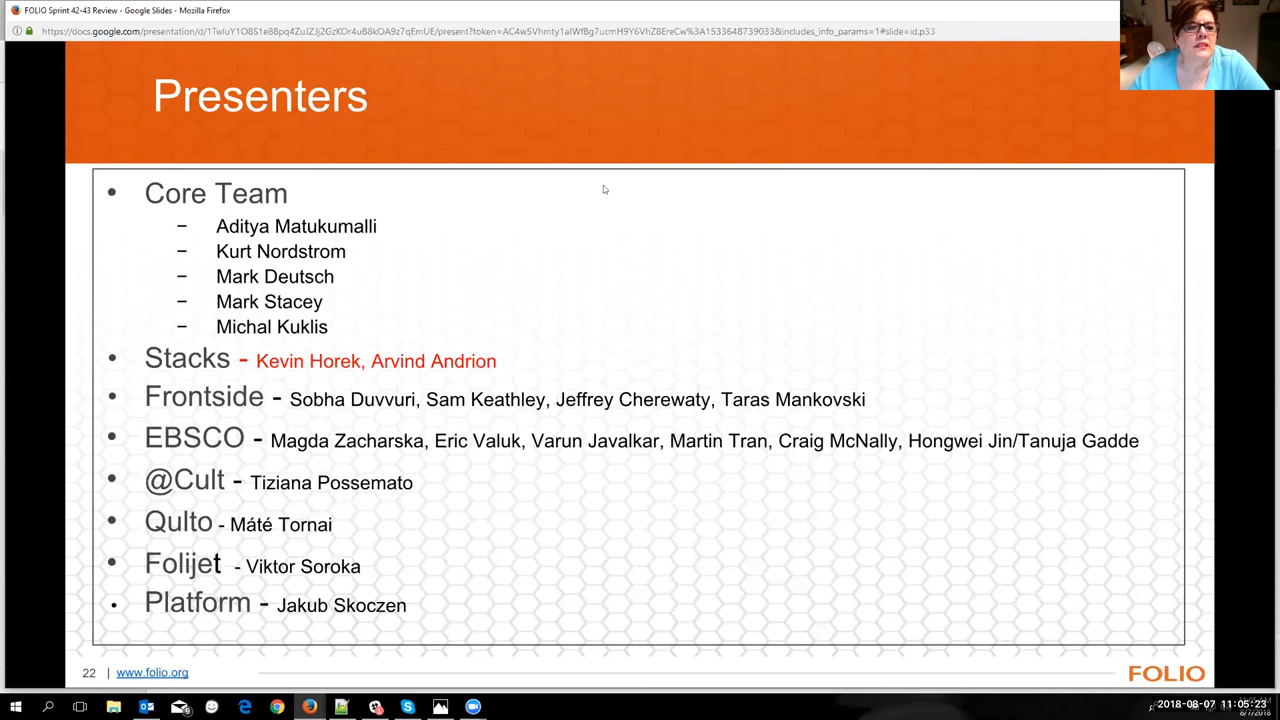 FOLIO Sprint 42-43 Review - Google Slides - Mozilla Firefox
Presenters
• Core Team
– Aditya Matukumalli
– Kurt Nordstrom
– Mark Deutsch
– Mark Stacey
– Michal Kuklis
• Stacks - Kevin Horek, Arvind Andrion
• Frontside - Sobha Duvvuri, Sam Keathley, Jeffrey Cherewaty, Taras Mankovski
• EBSCO - Magda Zacharska, Eric Valuk, Varun Javalkar, Martin Tran, Craig McNally, Hongwei Jin/Tanuja Gadde
• @Cult - Tiziana Possemato
• Qulto - Máté Tornai
• Folijet - Viktor Soroka
• Platform - Jakub Skoczen
22 | www.folio.org
FOLIO
2018-08-07 11:05:23
8/7/2018